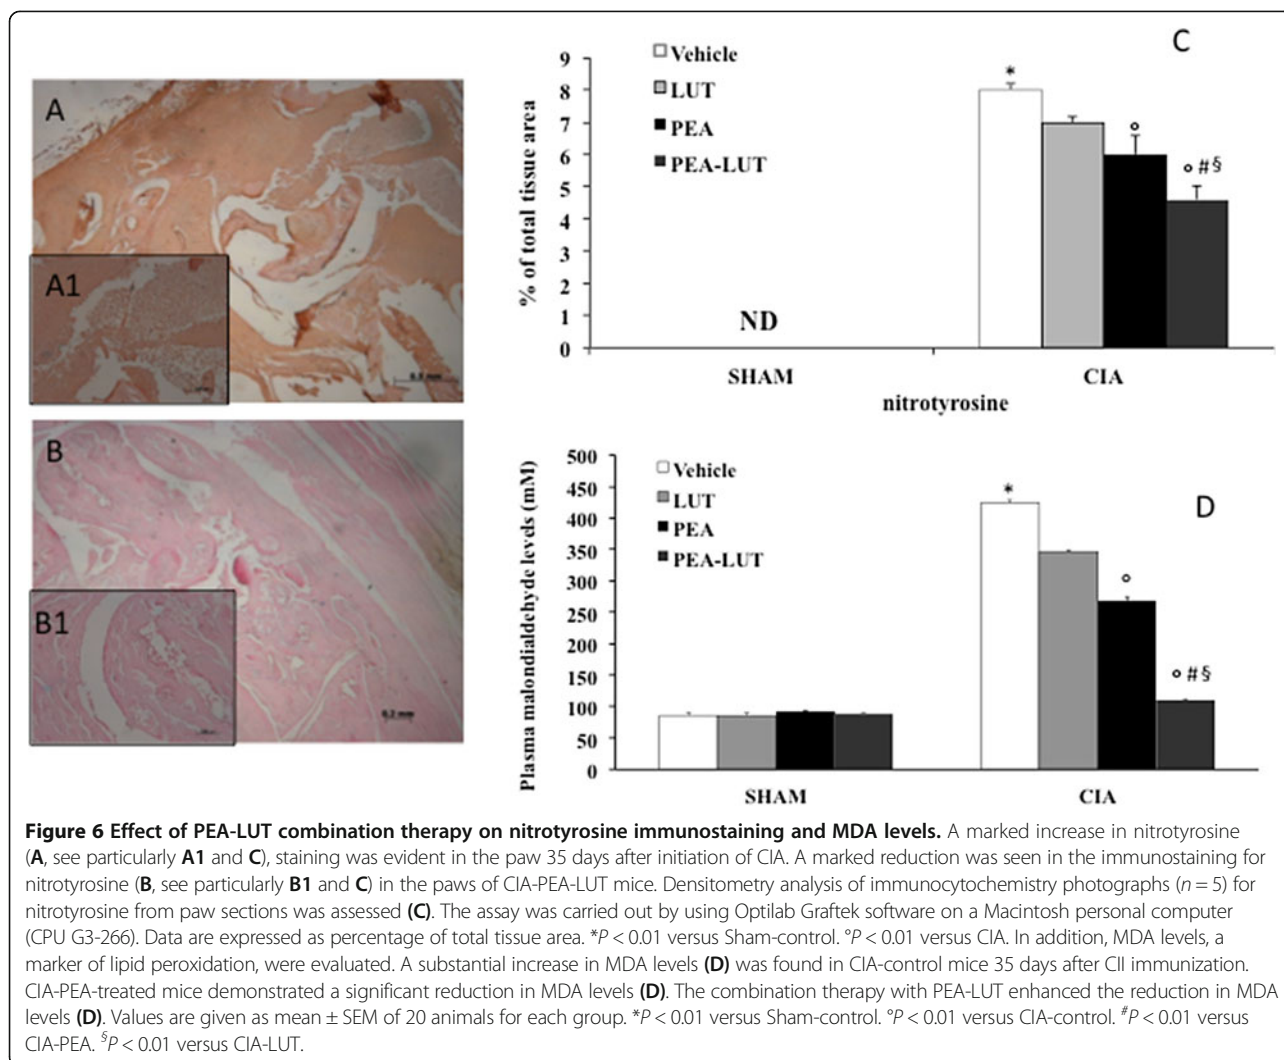 A
A1
0.3 mm
B
B1
0.2 mm
C
Vehicle
LUT
PEA
PEA-LUT
% of total tissue area
9
8
7
6
5
4
3
2
1
0
*
°
° # §
ND
SHAM
CIA
nitrotyrosine
D
Vehicle
LUT
PEA
PEA-LUT
Plasma malondialdehyde levels (mM)
500
450
400
350
300
250
200
150
100
50
0
*
°
° # §
SHAM
CIA
Figure 6 Effect of PEA-LUT combination therapy on nitrotyrosine immunostaining and MDA levels. A marked increase in nitrotyrosine
(A, see particularly A1 and C), staining was evident in the paw 35 days after initiation of CIA. A marked reduction was seen in the immunostaining for
nitrotyrosine (B, see particularly B1 and C) in the paws of CIA-PEA-LUT mice. Densitometry analysis of immunocytochemistry photographs (n = 5) for
nitrotyrosine from paw sections was assessed (C). The assay was carried out by using Optilab Graftek software on a Macintosh personal computer
(CPU G3-266). Data are expressed as percentage of total tissue area. *P < 0.01 versus Sham-control. °P < 0.01 versus CIA. In addition, MDA levels, a
marker of lipid peroxidation, were evaluated. A substantial increase in MDA levels (D) was found in CIA-control mice 35 days after CII immunization.
CIA-PEA-treated mice demonstrated a significant reduction in MDA levels (D). The combination therapy with PEA-LUT enhanced the reduction in MDA
levels (D). Values are given as mean ± SEM of 20 animals for each group. *P < 0.01 versus Sham-control. °P < 0.01 versus CIA-control. #P < 0.01 versus
CIA-PEA. §P < 0.01 versus CIA-LUT.